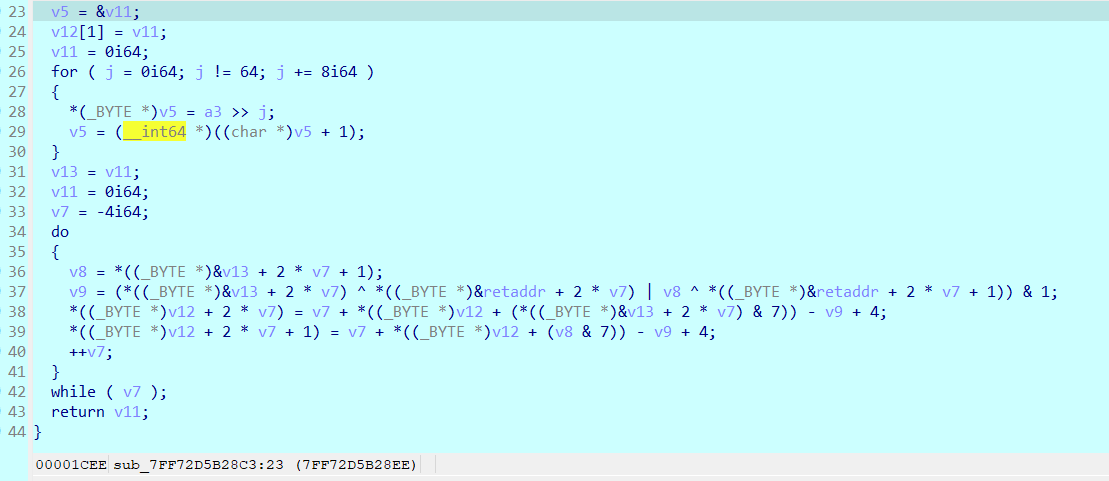 23 v5 = &v11;
24 v12[1] = v11;
25 v11 = 0i64;
26 for ( j = 0i64; j != 64; j += 8i64 )
27 {
28 *(_BYTE *)v5 = a3 >> j;
29 v5 = (__int64 *)((char *)v5 + 1);
30 }
31 v13 = v11;
32 v11 = 0i64;
33 v7 = -4i64;
34 do
35 {
36 v8 = *((_BYTE *)&v13 + 2 * v7 + 1);
37 v9 = (*((_BYTE *)&v13 + 2 * v7) ^ *((_BYTE *)&retaddr + 2 * v7) | v8 ^ *((_BYTE *)&retaddr + 2 * v7 + 1)) & 1;
38 *((_BYTE *)v12 + 2 * v7) = v7 + *((_BYTE *)v12 + (*((_BYTE *)&v13 + 2 * v7) & 7)) - v9 + 4;
39 *((_BYTE *)v12 + 2 * v7 + 1) = v7 + *((_BYTE *)v12 + (v8 & 7)) - v9 + 4;
40 ++v7;
41 }
42 while ( v7 );
43 return v11;
44 }
00001CEE sub_7FF72D5B28C3:23 (7FF72D5B28EE)